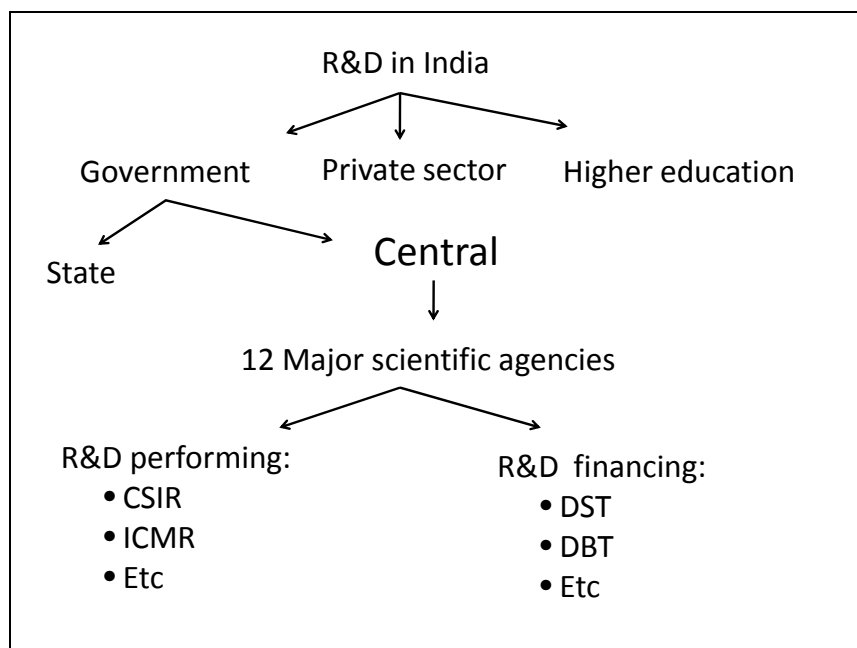 R&D in India
Government Private sector Higher education
State Central
12 Major scientific agencies
R&D performing:
• CSIR
• ICMR
• Etc
R&D financing:
• DST
• DBT
• Etc